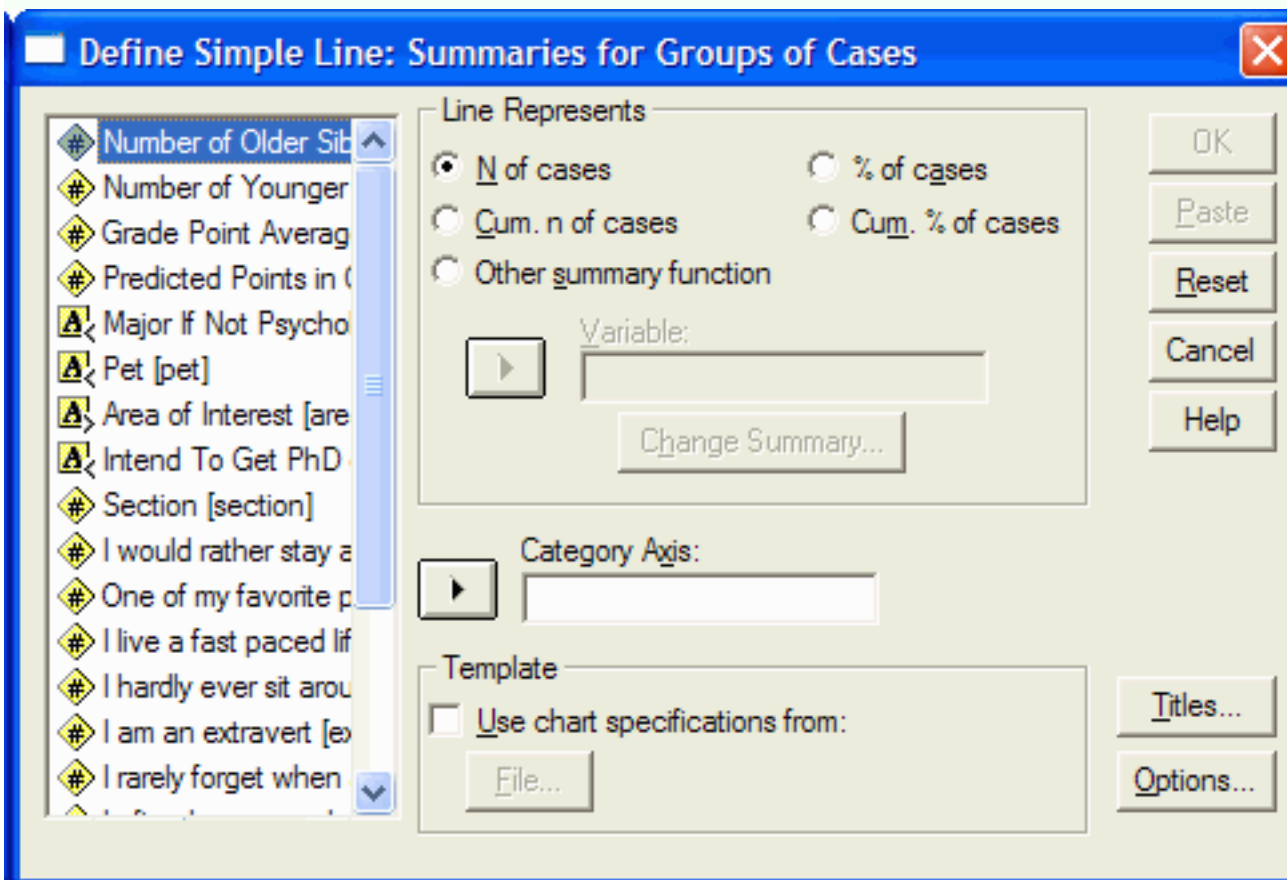 Define Simple Line: Summaries for Groups of Cases
Number of Older Sib
Number of Younger
Grade Point Averag
Predicted Points in
Major If Not Psychol
Pet [pet]
Area of Interest [are
Intend To Get PhD
Section [section]
I would rather stay a
One of my favorite p
I live a fast paced lif
I hardly ever sit arou
I am an extravert [ex
I rarely forget when
Line Represents
N of cases
% of cases
Cum. n of cases
Cum. % of cases
Other summary function
Variable:
Change Summary...
Category Axis:
Template
Use chart specifications from:
File...
OK
Paste
Reset
Cancel
Help
Titles...
Options...